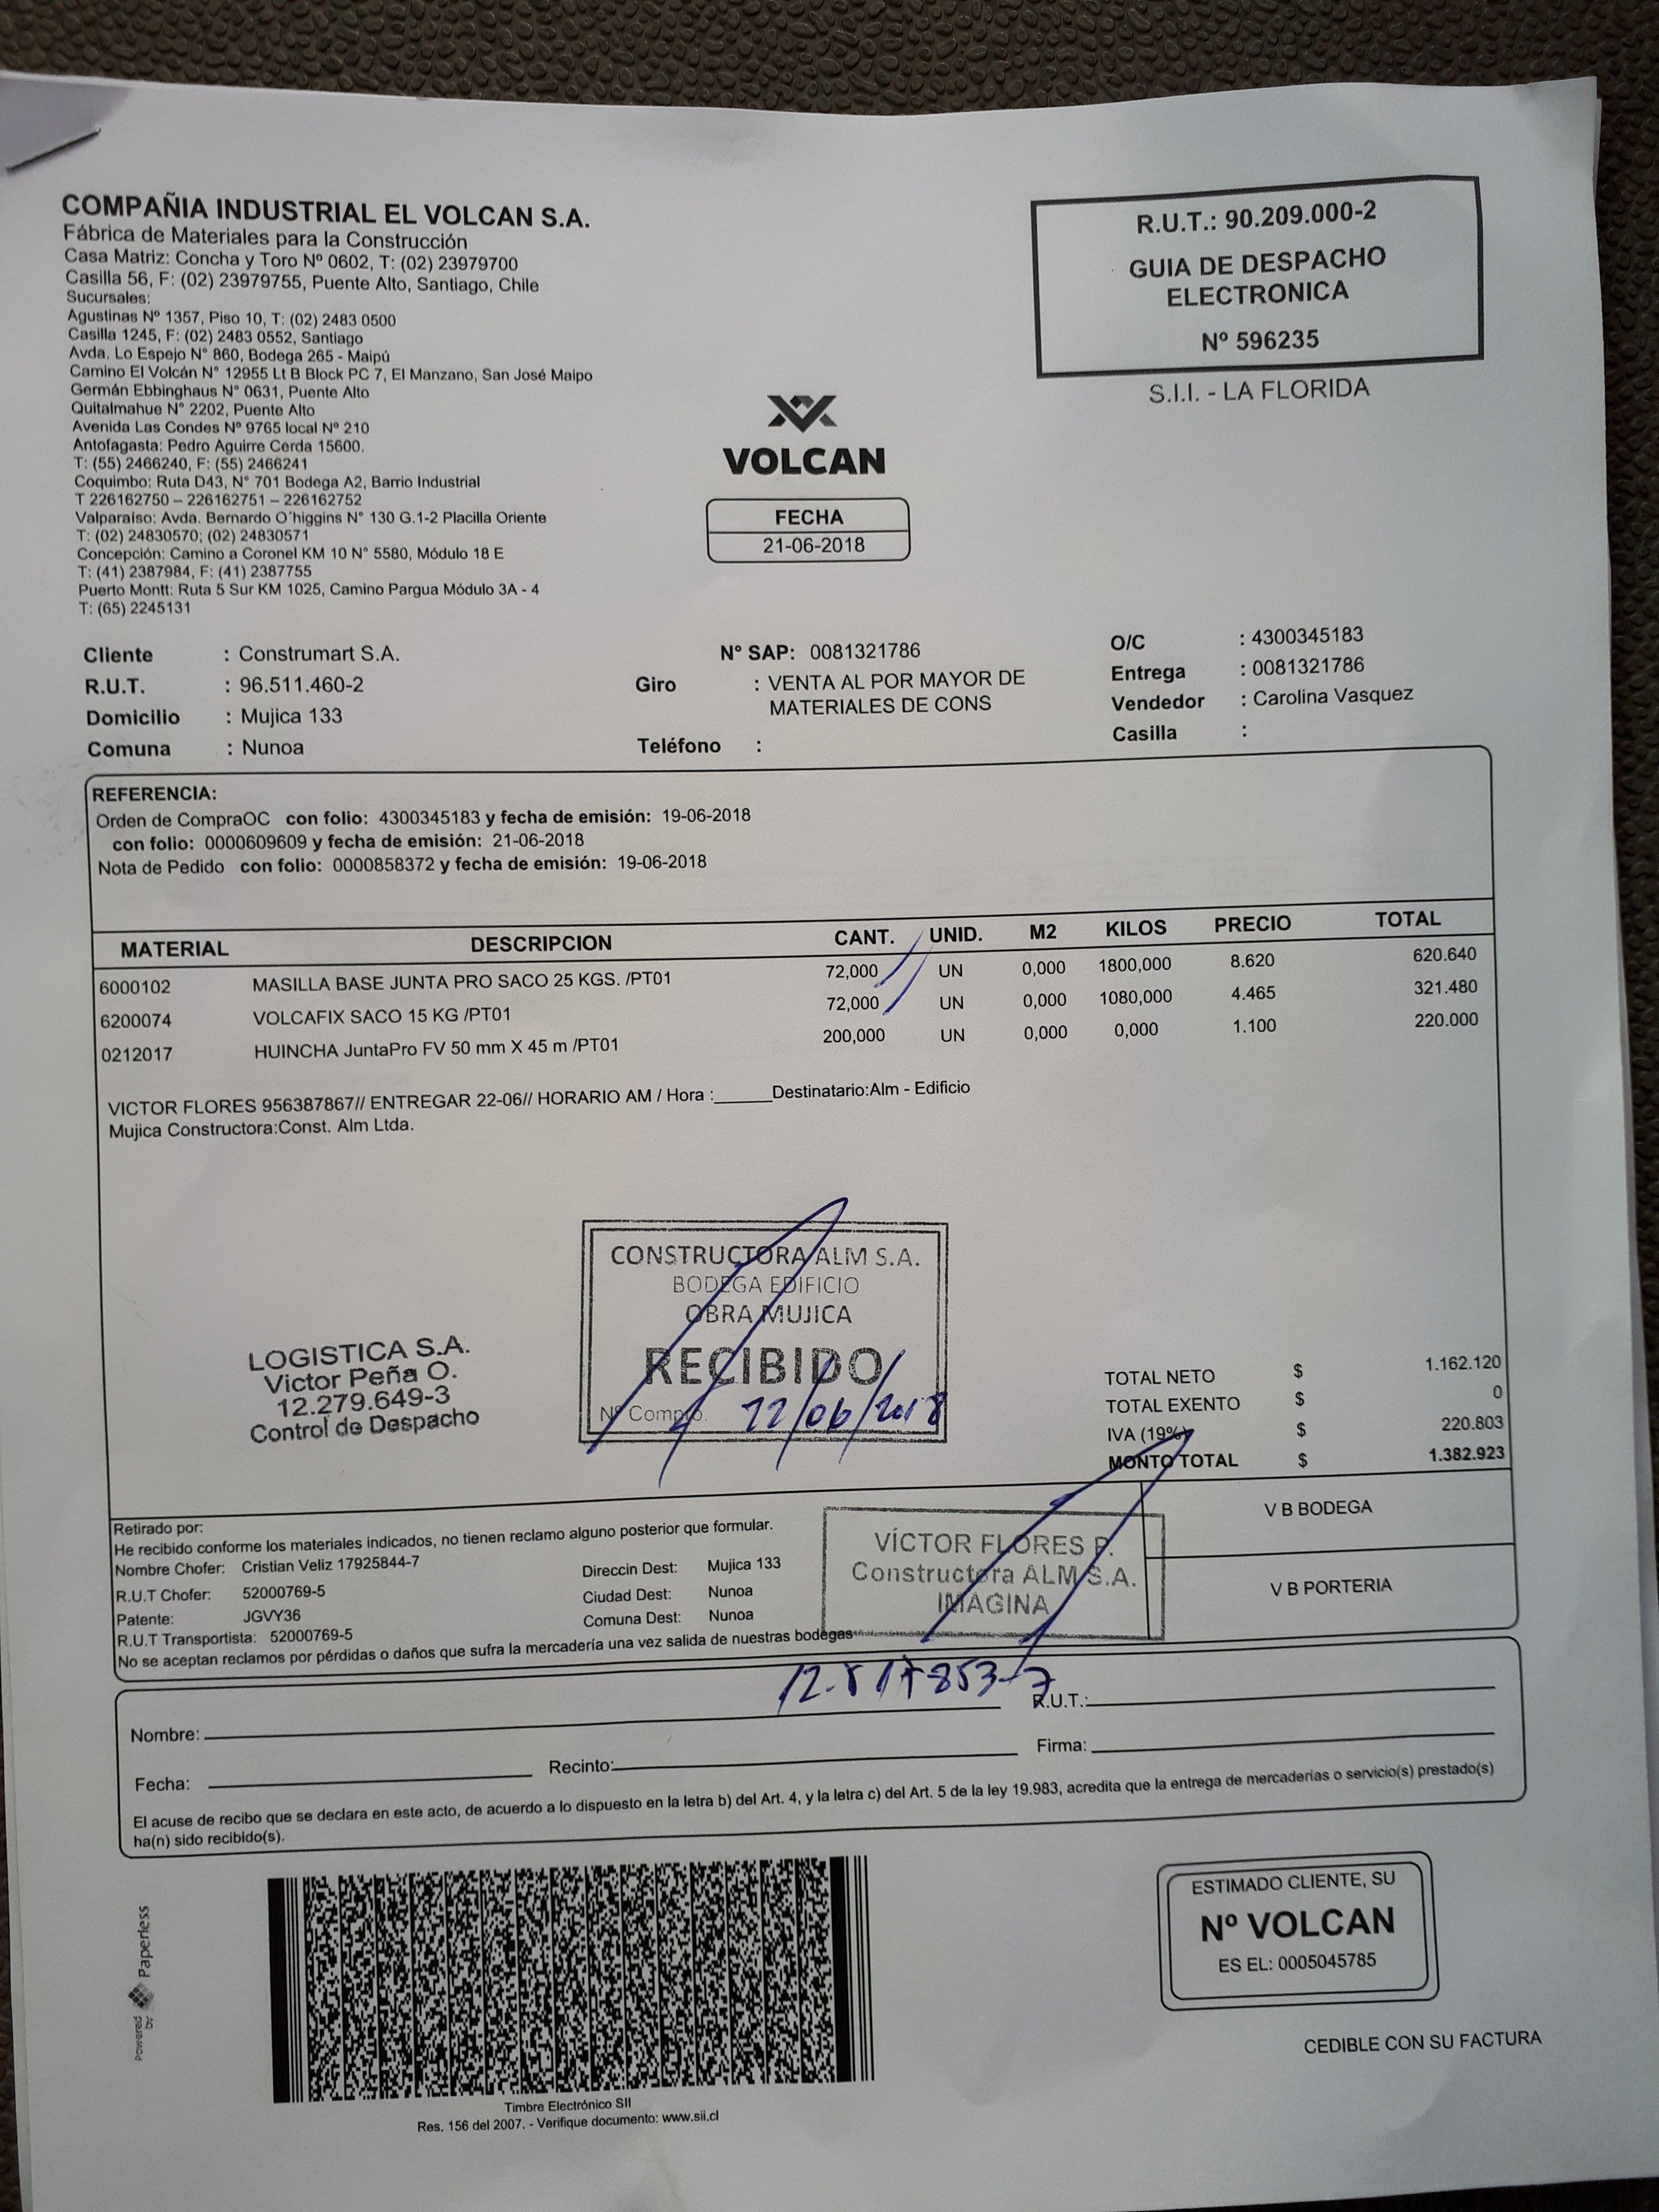 COMPAÑIA INDUSTRIAL EL VOLCAN S.A.
Fábrica de Materiales para la Construcción
Casa Matriz: Concha y Toro Nº 0602, T: (02) 23979700
Casilla 56, F: (02) 23979755, Puente Alto, Santiago, Chile
Sucursales:
Agustinas Nº 1357, Piso 10, T: (02) 2483 0500
Casilla 1245, F: (02) 2483 0552, Santiago
Avda. Lo Espejo N° 860, Bodega 265 - Maipú
Camino El Volcán N° 12955 Lt B Block PC 7, El Manzano, San José Maipo
Germán Ebbinghaus N° 0631, Puente Alto
Quitalmahue N° 2202, Puente Alto
Avenida Las Condes Nº 9765 local Nº 210
Antofagasta: Pedro Aguirre Cerda 15600.
T: (55) 2466240, F: (55) 2466241
Coquimbo: Ruta D43, N° 701 Bodega A2, Barrio Industrial
T 226162750 – 226162751 – 226162752
Valparaíso: Avda. Bernardo O´higgins N° 130 G.1-2 Placilla Oriente
T: (02) 24830570; (02) 24830571
Concepción: Camino a Coronel KM 10 N° 5580, Módulo 18 E
T: (41) 2387984, F: (41) 2387755
Puerto Montt: Ruta 5 Sur KM 1025, Camino Pargua Módulo 3A - 4
T: (65) 2245131
R.U.T.: 90.209.000-2
GUIA DE DESPACHO
ELECTRONICA
Nº 596235
S.I.I. - LA FLORIDA
VOLCAN
FECHA
21-06-2018
Cliente : Construmart S.A. Nº SAP: 0081321786 O/C : 4300345183
R.U.T. : 96.511.460-2 Giro : VENTA AL POR MAYOR DE Entrega : 0081321786
Domicilio : Mujica 133 MATERIALES DE CONS Vendedor : Carolina Vasquez
Comuna : Nunoa Teléfono : Casilla :
REFERENCIA:
Orden de CompraOC con folio: 4300345183 y fecha de emisión: 19-06-2018
con folio: 0000609609 y fecha de emisión: 21-06-2018
Nota de Pedido con folio: 0000858372 y fecha de emisión: 19-06-2018
MATERIAL DESCRIPCION CANT. UNID. M2 KILOS PRECIO TOTAL
6000102 MASILLA BASE JUNTA PRO SACO 25 KGS. /PT01 72,000 UN 0,000 1800,000 8.620 620.640
6200074 VOLCAFIX SACO 15 KG /PT01 72,000 UN 0,000 1080,000 4.465 321.480
0212017 HUINCHA JuntaPro FV 50 mm X 45 m /PT01 200,000 UN 0,000 0,000 1.100 220.000
VICTOR FLORES 956387867// ENTREGAR 22-06// HORARIO AM / Hora :______Destinatario:Alm - Edificio
Mujica Constructora:Const. Alm Ltda.
CONSTRUCTORA ALM S.A.
BODEGA EDIFICIO
OBRA MUJICA
RECIBIDO
Nº Compro. 22/06/2018
LOGISTICA S.A.
Victor Peña O.
12.279.649-3
Control de Despacho
TOTAL NETO $ 1.162.120
TOTAL EXENTO $ 0
IVA (19%) $ 220.803
MONTO TOTAL $ 1.382.923
Retirado por:
He recibido conforme los materiales indicados, no tienen reclamo alguno posterior que formular.
Nombre Chofer: Cristian Veliz 17925844-7 Direccin Dest: Mujica 133
R.U.T Chofer: 52000769-5 Ciudad Dest: Nunoa
Patente: JGVY36 Comuna Dest: Nunoa
R.U.T Transportista: 52000769-5
No se aceptan reclamos por pérdidas o daños que sufra la mercadería una vez salida de nuestras bodegas
VÍCTOR FLORES P.
Constructora ALM S.A.
IMAGINA
V B BODEGA
V B PORTERIA
Nombre: R.U.T.:
Fecha: Recinto: Firma:
El acuse de recibo que se declara en este acto, de acuerdo a lo dispuesto en la letra b) del Art. 4, y la letra c) del Art. 5 de la ley 19.983, acredita que la entrega de mercaderías o servicio(s) prestado(s)
ha(n) sido recibido(s).
Powered by Paperless
Timbre Electrónico SII
Res. 156 del 2007. - Verifique documento: www.sii.cl
ESTIMADO CLIENTE, SU
Nº VOLCAN
ES EL: 0005045785
CEDIBLE CON SU FACTURA